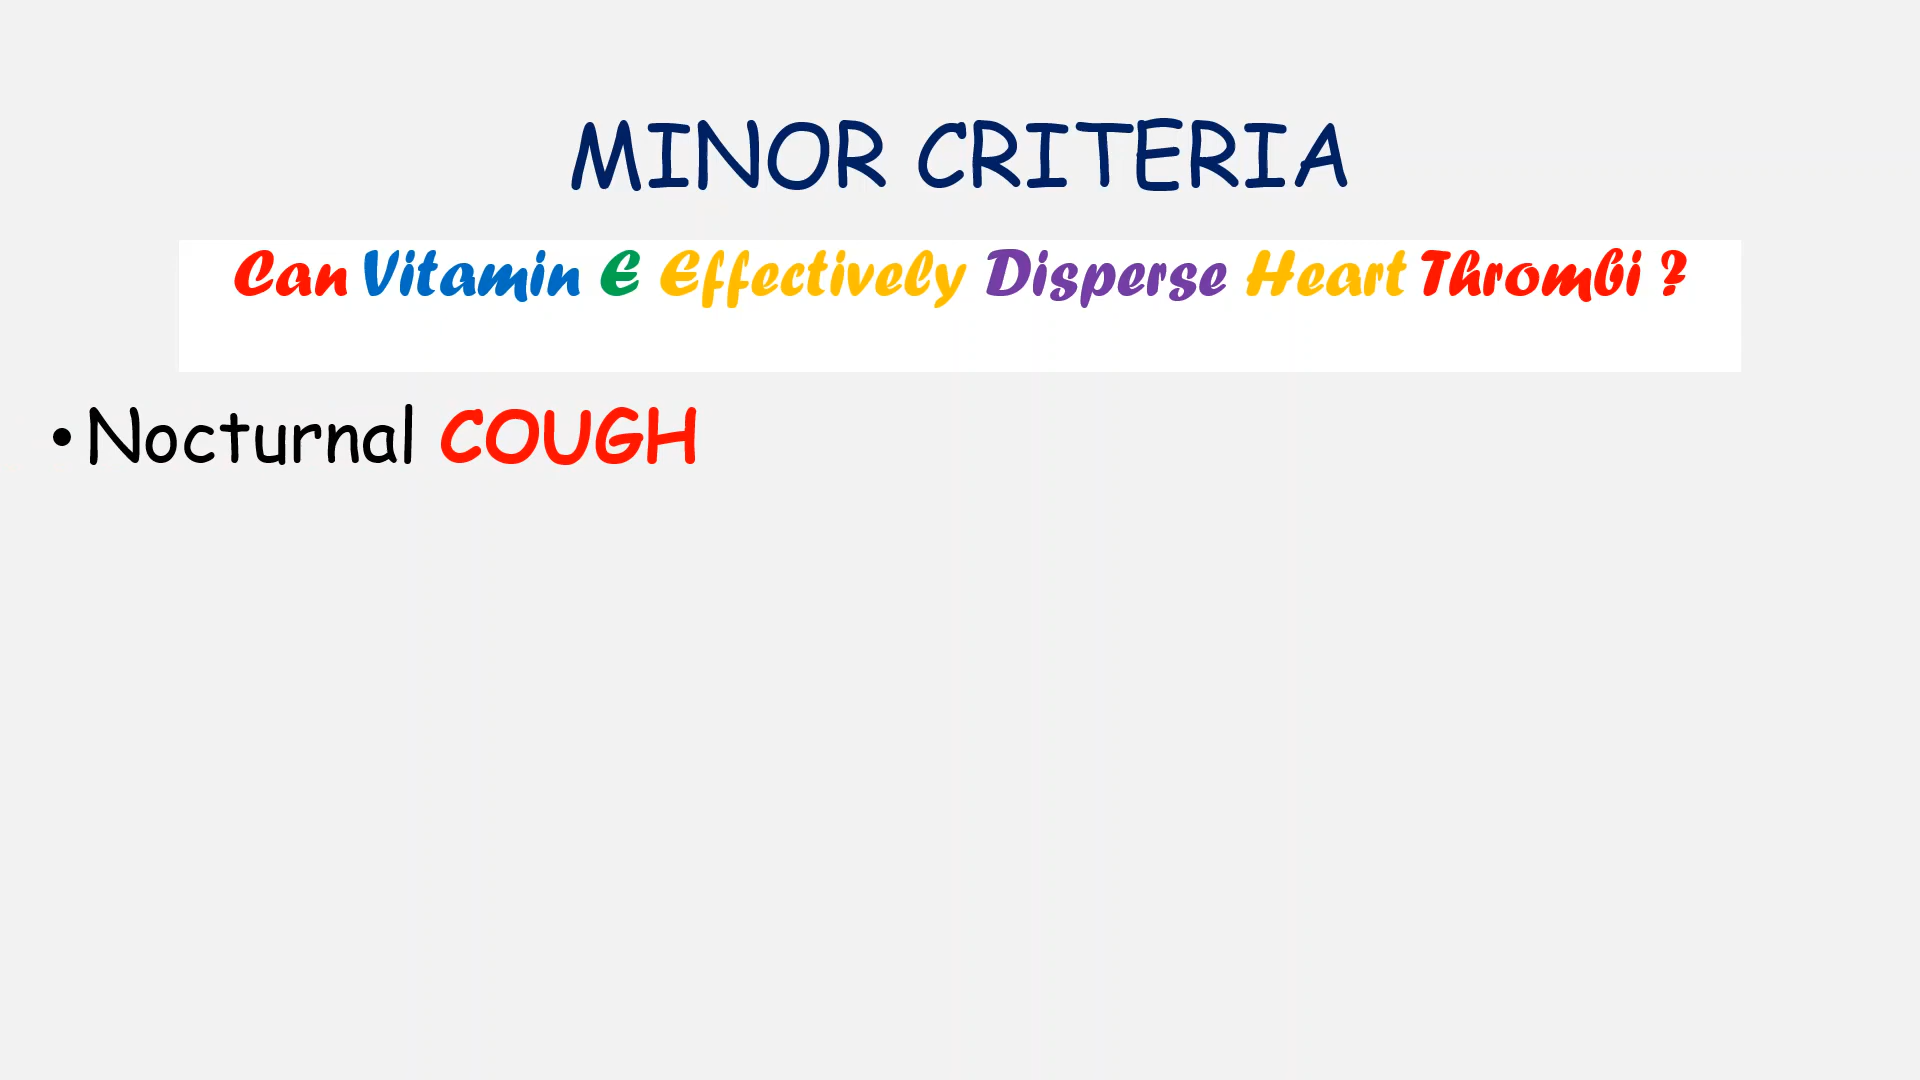 MINOR CRITERIA
Can Vitamin E Effectively Disperse Heart Thrombi ?
•Nocturnal COUGH